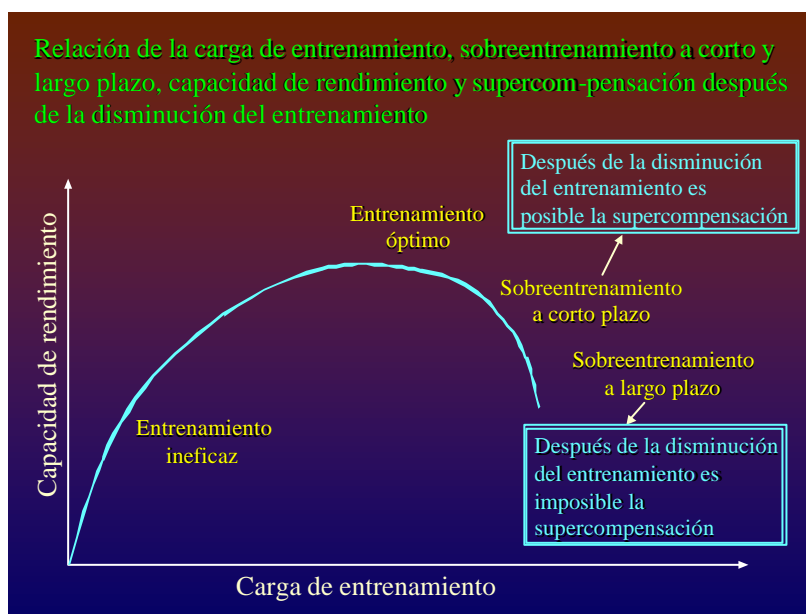 Relación de la carga de entrenamiento, sobreentrenamiento a corto y
largo plazo, capacidad de rendimiento y supercom-pensación después
de la disminución del entrenamiento
Después de la disminución
del entrenamiento es
posible la supercompensación
Entrenamiento
óptimo
Sobreentrenamiento
a corto plazo
Sobreentrenamiento
a largo plazo
Entrenamiento
ineficaz
Después de la disminución
del entrenamiento es
imposible la
supercompensación
Capacidad de rendimiento
Carga de entrenamiento